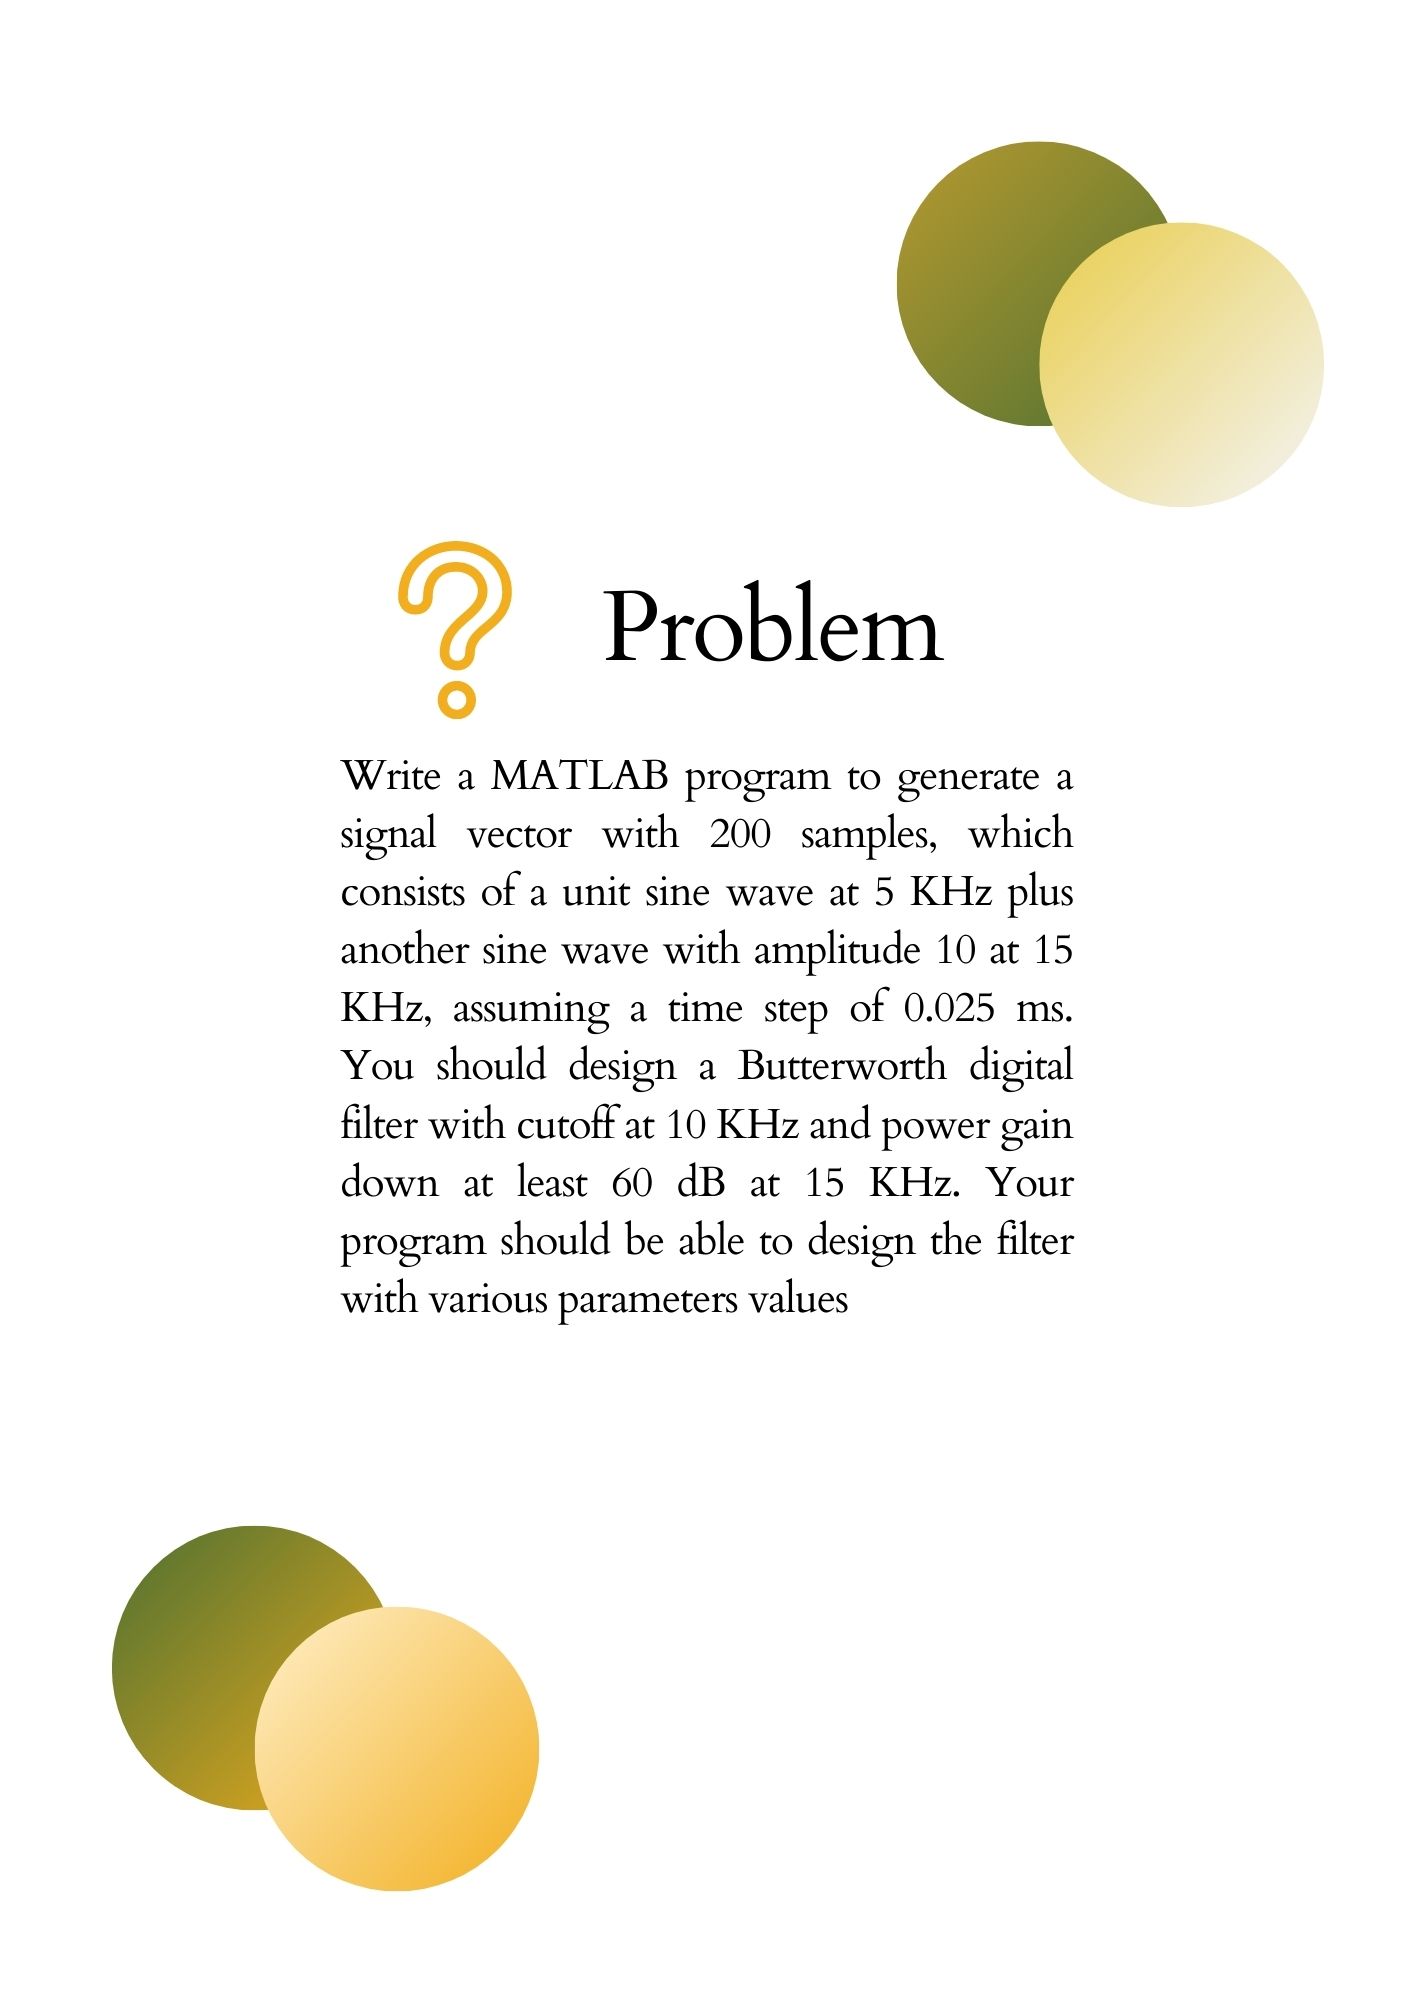 Problem
Write a MATLAB program to generate a
signal vector with 200 samples, which
consists of a unit sine wave at 5 KHz plus
another sine wave with amplitude 10 at 15
KHz, assuming a time step of 0.025 ms.
You should design a Butterworth digital
filter with cutoff at 10 KHz and power gain
down at least 60 dB at 15 KHz. Your
program should be able to design the filter
with various parameters values